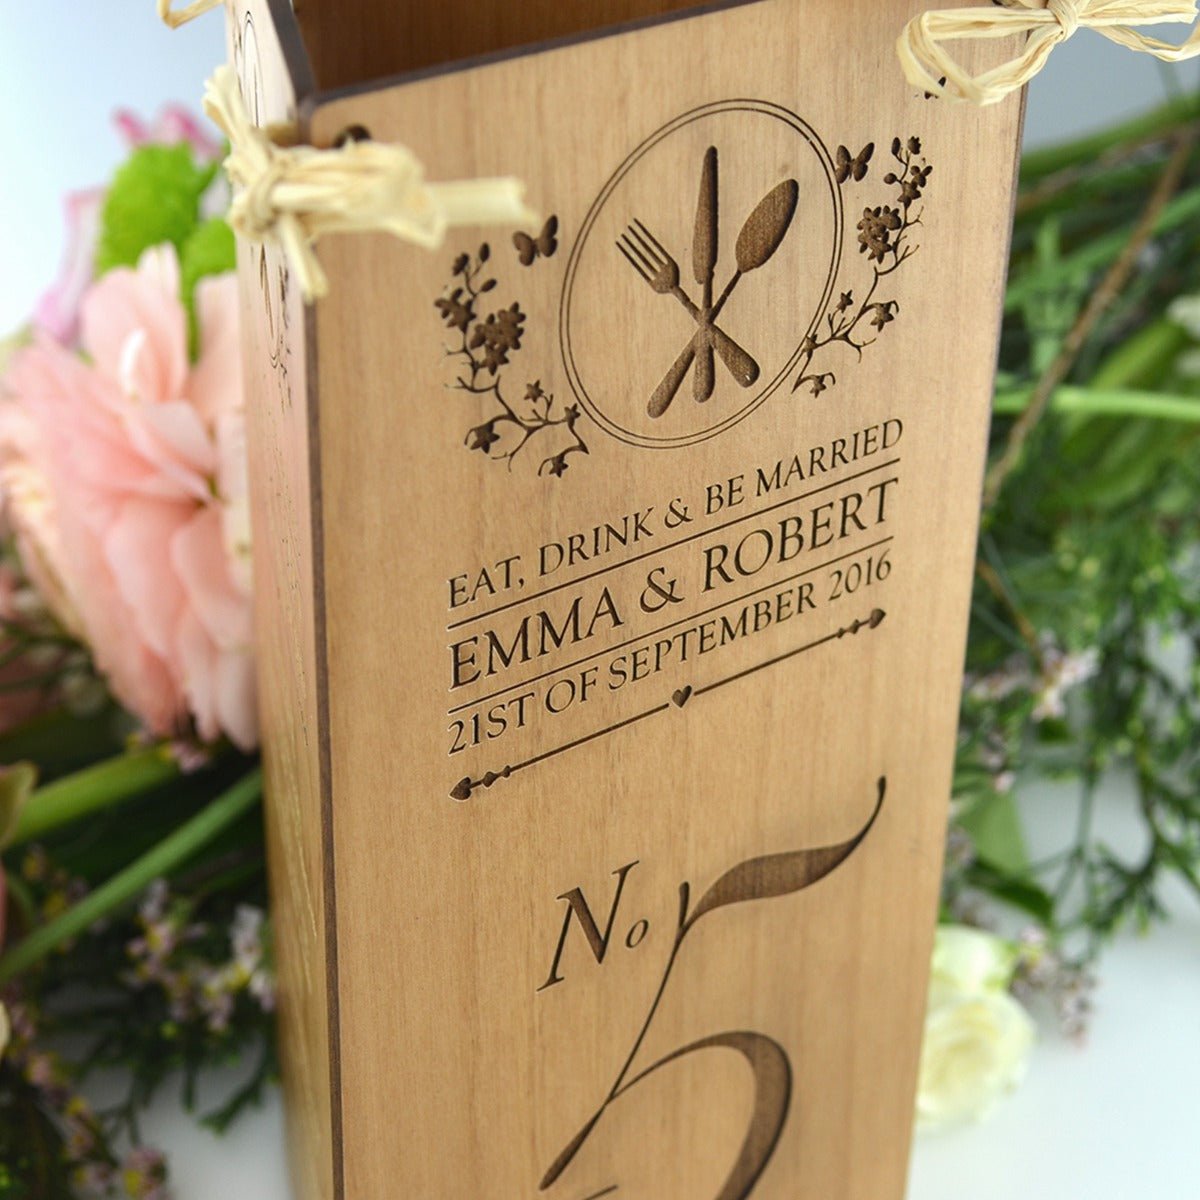 EAT, DRINK & BE MARRIED
EMMA & ROBERT
21ST OF SEPTEMBER 2016
No 5